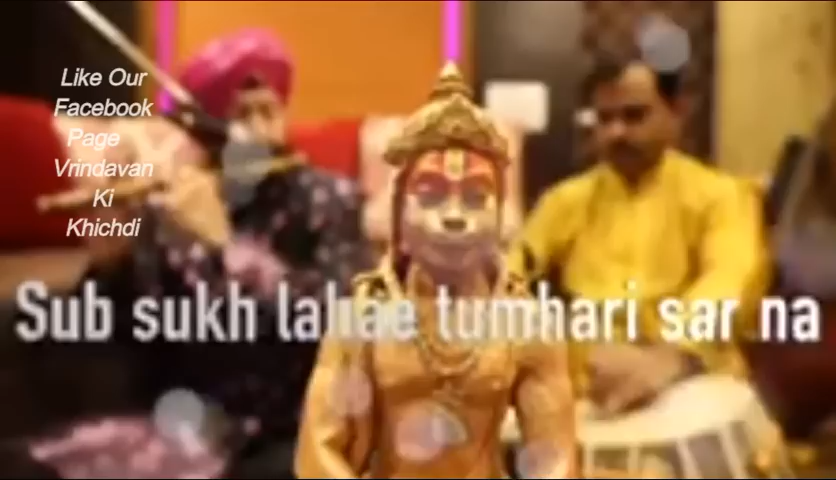 Like Our
Facebook
Page
Vrindavan
Ki
Khichdi
Sub sukh lahae tumhari sar na